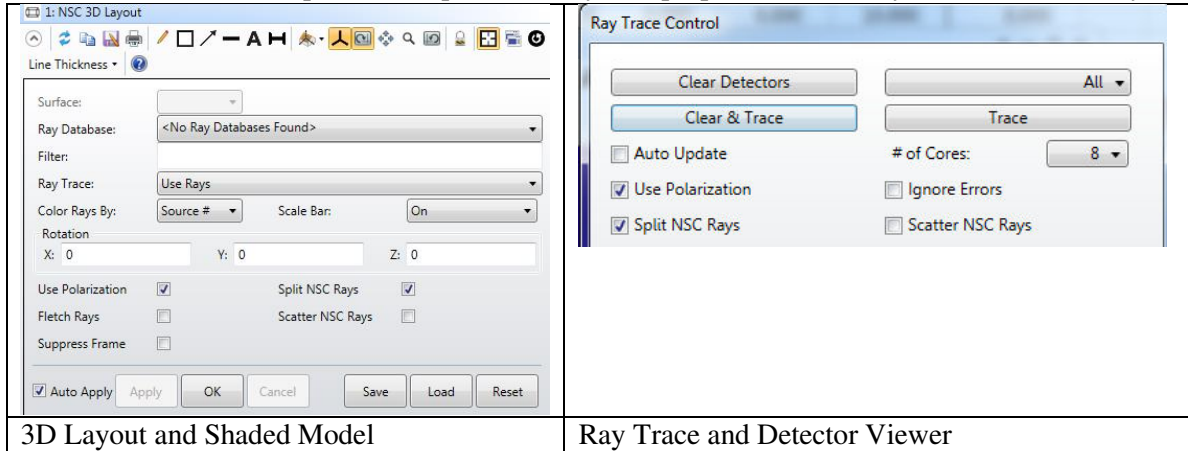 1: NSC 3D Layout
Line Thickness
Surface:
Ray Database: <No Ray Databases Found>
Filter:
Ray Trace: Use Rays
Color Rays By: Source # Scale Bar: On
Rotation
X: 0 Y: 0 Z: 0
Use Polarization Split NSC Rays
Fletch Rays Scatter NSC Rays
Suppress Frame
Auto Apply Apply OK Cancel Save Load Reset
3D Layout and Shaded Model
Ray Trace Control
Clear Detectors All
Clear & Trace Trace
Auto Update # of Cores: 8
Use Polarization Ignore Errors
Split NSC Rays Scatter NSC Rays
Ray Trace and Detector Viewer